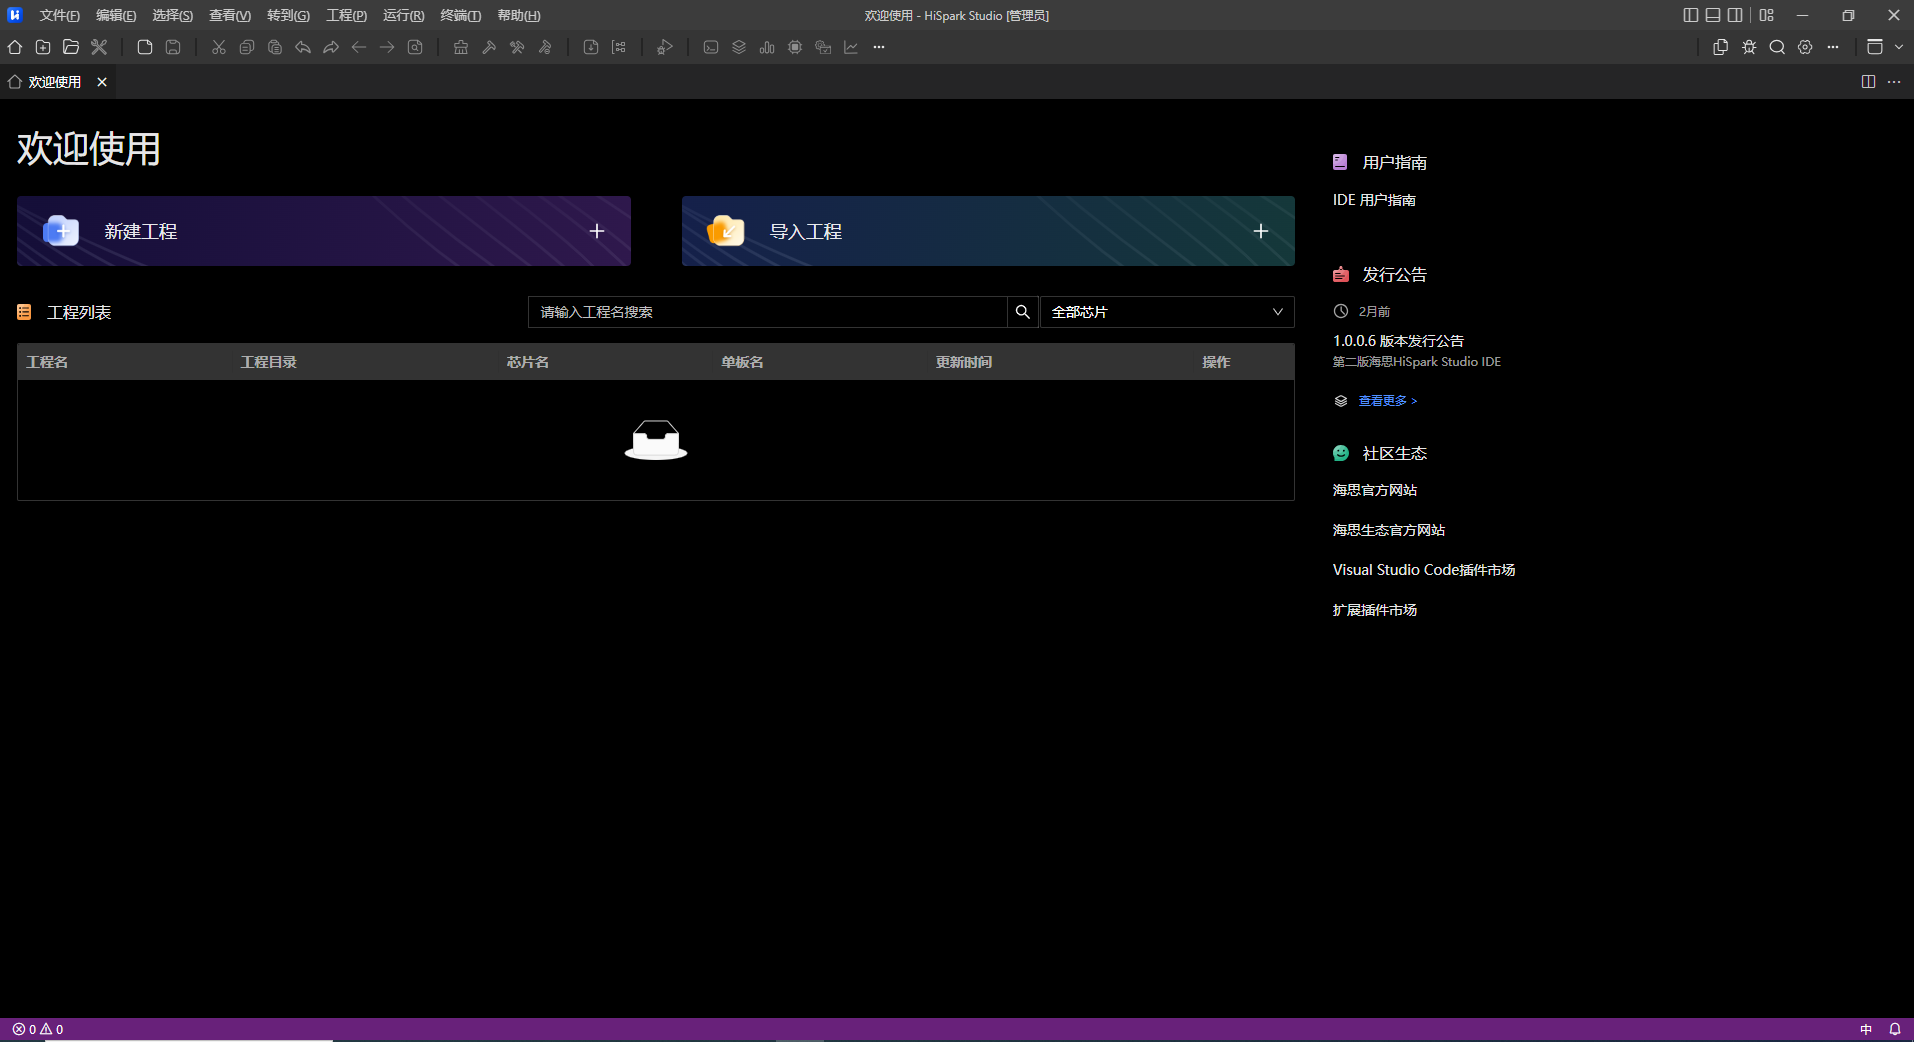 文件(F) 编辑(E) 选择(S) 查看(V) 转到(G) 工程(P) 运行(R) 终端(T) 帮助(H) 欢迎使用 - HiSpark Studio [管理员]
欢迎使用
欢迎使用
新建工程
导入工程
工程列表
请输入工程名搜索
全部芯片
工程名 工程目录 芯片名 单板名 更新时间 操作
用户指南
IDE 用户指南
发行公告
2月前
1.0.0.6 版本发行公告
第二版海思HiSpark Studio IDE
查看更多 >
社区生态
海思官方网站
海思生态官方网站
Visual Studio Code插件市场
扩展插件市场
0 0 中